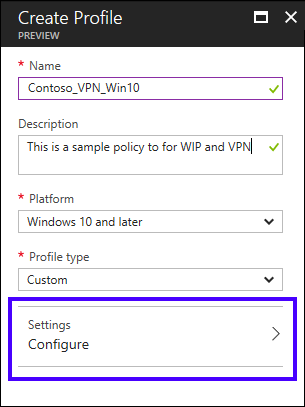 Create Profile
PREVIEW
* Name
Contoso_VPN_Win10
Description
This is a sample policy to for WIP and VPN
* Platform
Windows 10 and later
* Profile type
Custom
Settings
Configure